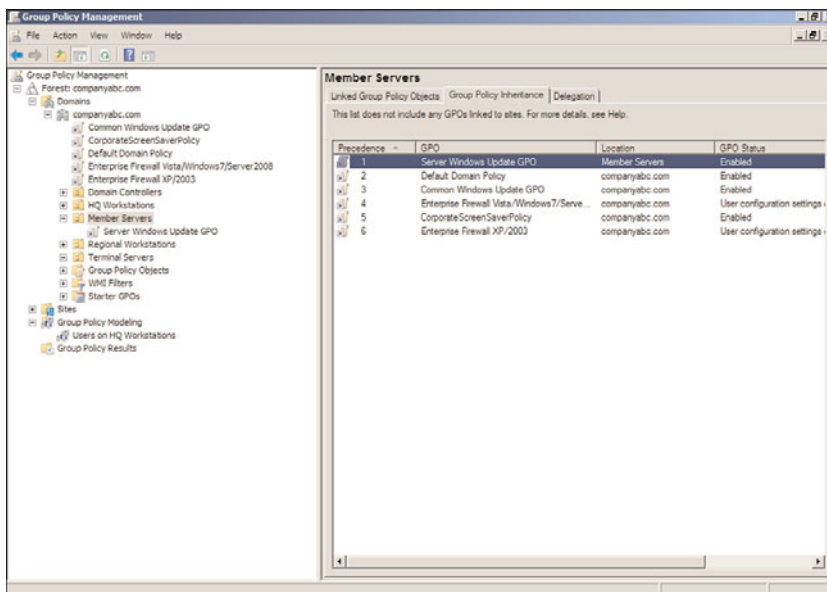 Group Policy Management
File Action View Window Help
Group Policy Management
Forest: companyabc.com
Domains
companyabc.com
Common Windows Update GPO
CorporateScreenSaverPolicy
Default Domain Policy
Enterprise Firewall Vista/Windows7/Server2008
Enterprise Firewall XP/2003
Domain Controllers
HQ Workstations
Member Servers
Server Windows Update GPO
Regional Workstations
Terminal Servers
Group Policy Objects
WMI Filters
Starter GPOs
Sites
Group Policy Modeling
Users on HQ Workstations
Group Policy Results
Member Servers
Linked Group Policy Objects Group Policy Inheritance Delegation
This list does not include any GPOs linked to sites. For more details, see Help.
Precedence GPO Location GPO Status
1 Server Windows Update GPO Member Servers Enabled
2 Default Domain Policy companyabc.com Enabled
3 Common Windows Update GPO companyabc.com Enabled
4 Enterprise Firewall Vista/Windows7/Serve... companyabc.com User configuration settings
5 CorporateScreenSaverPolicy companyabc.com Enabled
6 Enterprise Firewall XP/2003 companyabc.com User configuration settings